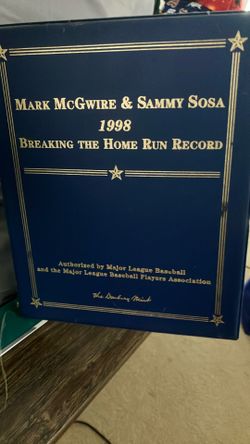 MARK MCGWIRE & SAMMY SOSA
1998
BREAKING THE HOME RUN RECORD
Authorized by Major League Baseball
and the Major League Baseball Players Association
The Danbury Mint